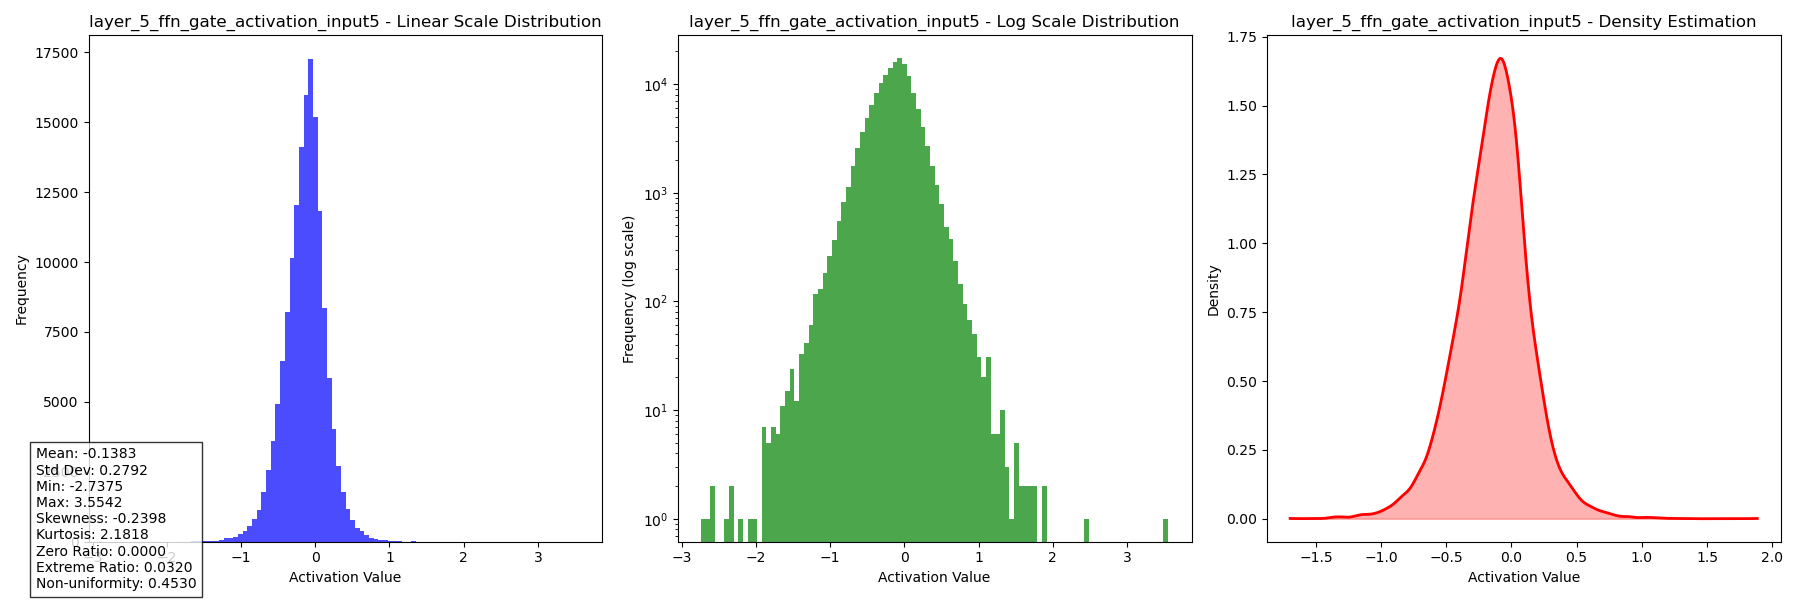 layer_5_ffn_gate_activation_input5 - Linear Scale Distribution
17500
15000
12500
10000
7500
5000
Frequency
−1
0
1
2
3
Activation Value
Mean: -0.1383
Std Dev: 0.2792
Min: -2.7375
Max: 3.5542
Skewness: -0.2398
Kurtosis: 2.1818
Zero Ratio: 0.0000
Extreme Ratio: 0.0320
Non-uniformity: 0.4530
layer_5_ffn_gate_activation_input5 - Log Scale Distribution
10⁴
10³
10²
10¹
10⁰
Frequency (log scale)
−3
−2
−1
0
1
2
3
Activation Value
layer_5_ffn_gate_activation_input5 - Density Estimation
1.75
1.50
1.25
1.00
0.75
0.50
0.25
0.00
Density
−1.5
−1.0
−0.5
0.0
0.5
1.0
1.5
2.0
Activation Value